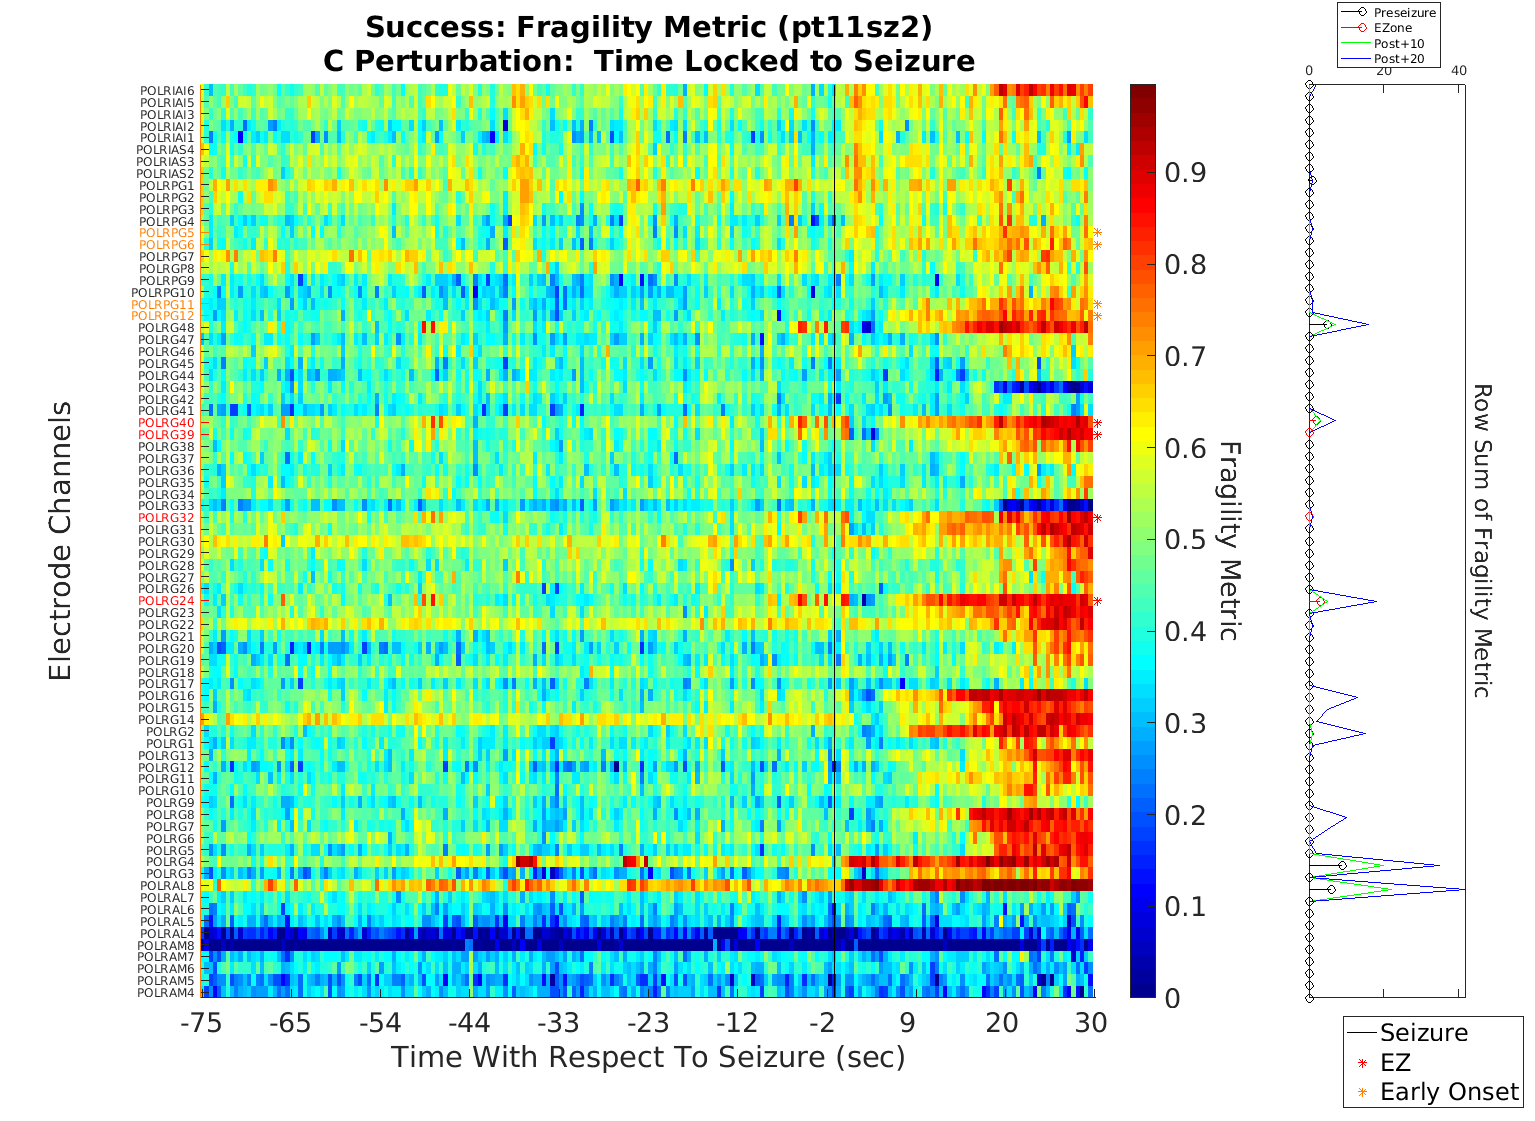 Success: Fragility Metric (pt11sz2)
C Perturbation:  Time Locked to Seizure
Preseizure
EZone
Post+10
Post+20
0 20 40
Electrode Channels
POLRIAI6
POLRIAI5
POLRIAI3
POLRIAI2
POLRIAI1
POLRIAS4
POLRIAS3
POLRIAS2
POLRPG1
POLRPG2
POLRPG3
POLRPG4
POLRPG5
POLRPG6
POLRPG7
POLRGP8
POLRPG9
POLRPG10
POLRPG11
POLRPG12
POLRG48
POLRG47
POLRG46
POLRG45
POLRG44
POLRG43
POLRG42
POLRG41
POLRG40
POLRG39
POLRG38
POLRG37
POLRG36
POLRG35
POLRG34
POLRG33
POLRG32
POLRG31
POLRG30
POLRG29
POLRG28
POLRG27
POLRG26
POLRG24
POLRG23
POLRG22
POLRG21
POLRG20
POLRG19
POLRG18
POLRG17
POLRG16
POLRG15
POLRG14
POLRG2
POLRG1
POLRG13
POLRG12
POLRG11
POLRG10
POLRG9
POLRG8
POLRG7
POLRG6
POLRG5
POLRG4
POLRG3
POLRAL8
POLRAL7
POLRAL6
POLRAL5
POLRAL4
POLRAM8
POLRAM7
POLRAM6
POLRAM5
POLRAM4
-75 -65 -54 -44 -33 -23 -12 -2 9 20 30
Time With Respect To Seizure (sec)
0.9
0.8
0.7
0.6
0.5
0.4
0.3
0.2
0.1
0
Fragility Metric
Row Sum of Fragility Metric
Seizure
EZ
Early Onset